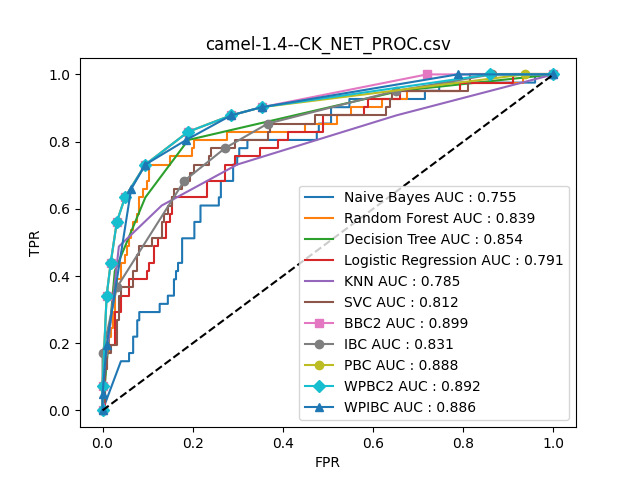 camel-1.4--CK_NET_PROC.csv
TPR
1.0
0.8
0.6
0.4
0.2
0.0
Naive Bayes AUC : 0.755
Random Forest AUC : 0.839
Decision Tree AUC : 0.854
Logistic Regression AUC : 0.791
KNN AUC : 0.785
SVC AUC : 0.812
BBC2 AUC : 0.899
IBC AUC : 0.831
PBC AUC : 0.888
WPBC2 AUC : 0.892
WPIBC AUC : 0.886
0.0 0.2 0.4 0.6 0.8 1.0
FPR